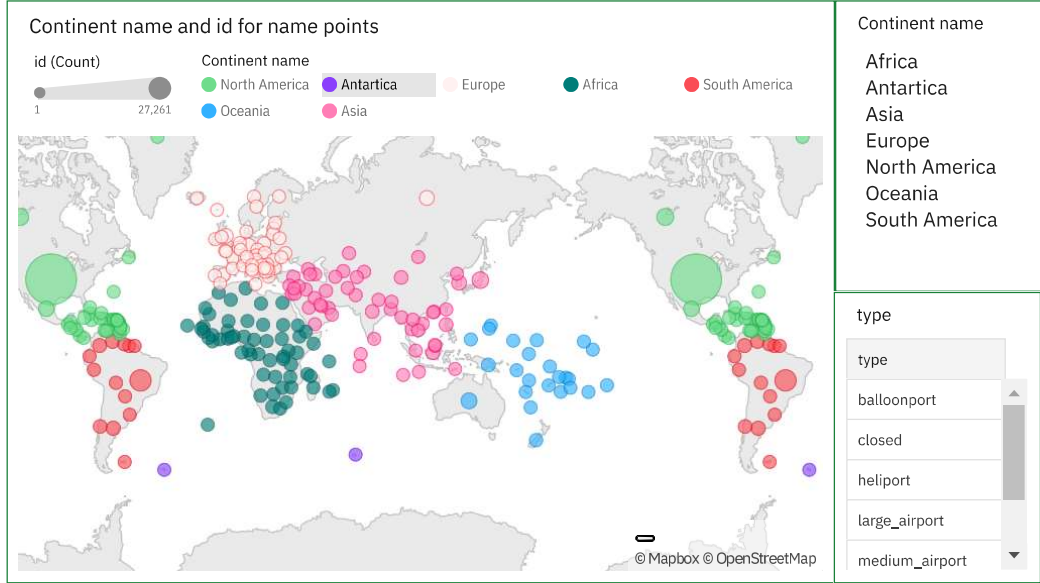 Continent name and id for name points
id (Count)
1 27,261
Continent name
North America Antartica Europe Africa South America
Oceania Asia
© Mapbox © OpenStreetMap
Continent name
Africa
Antartica
Asia
Europe
North America
Oceania
South America
type
type
balloonport
closed
heliport
large_airport
medium_airport